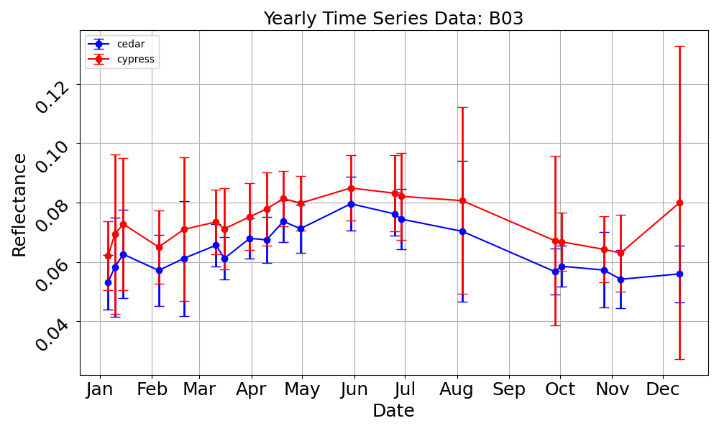 Yearly Time Series Data: B03
cedar
cypress
0.12
0.10
0.08
0.06
0.04
Reflectance
Jan Feb Mar Apr May Jun Jul Aug Sep Oct Nov Dec
Date